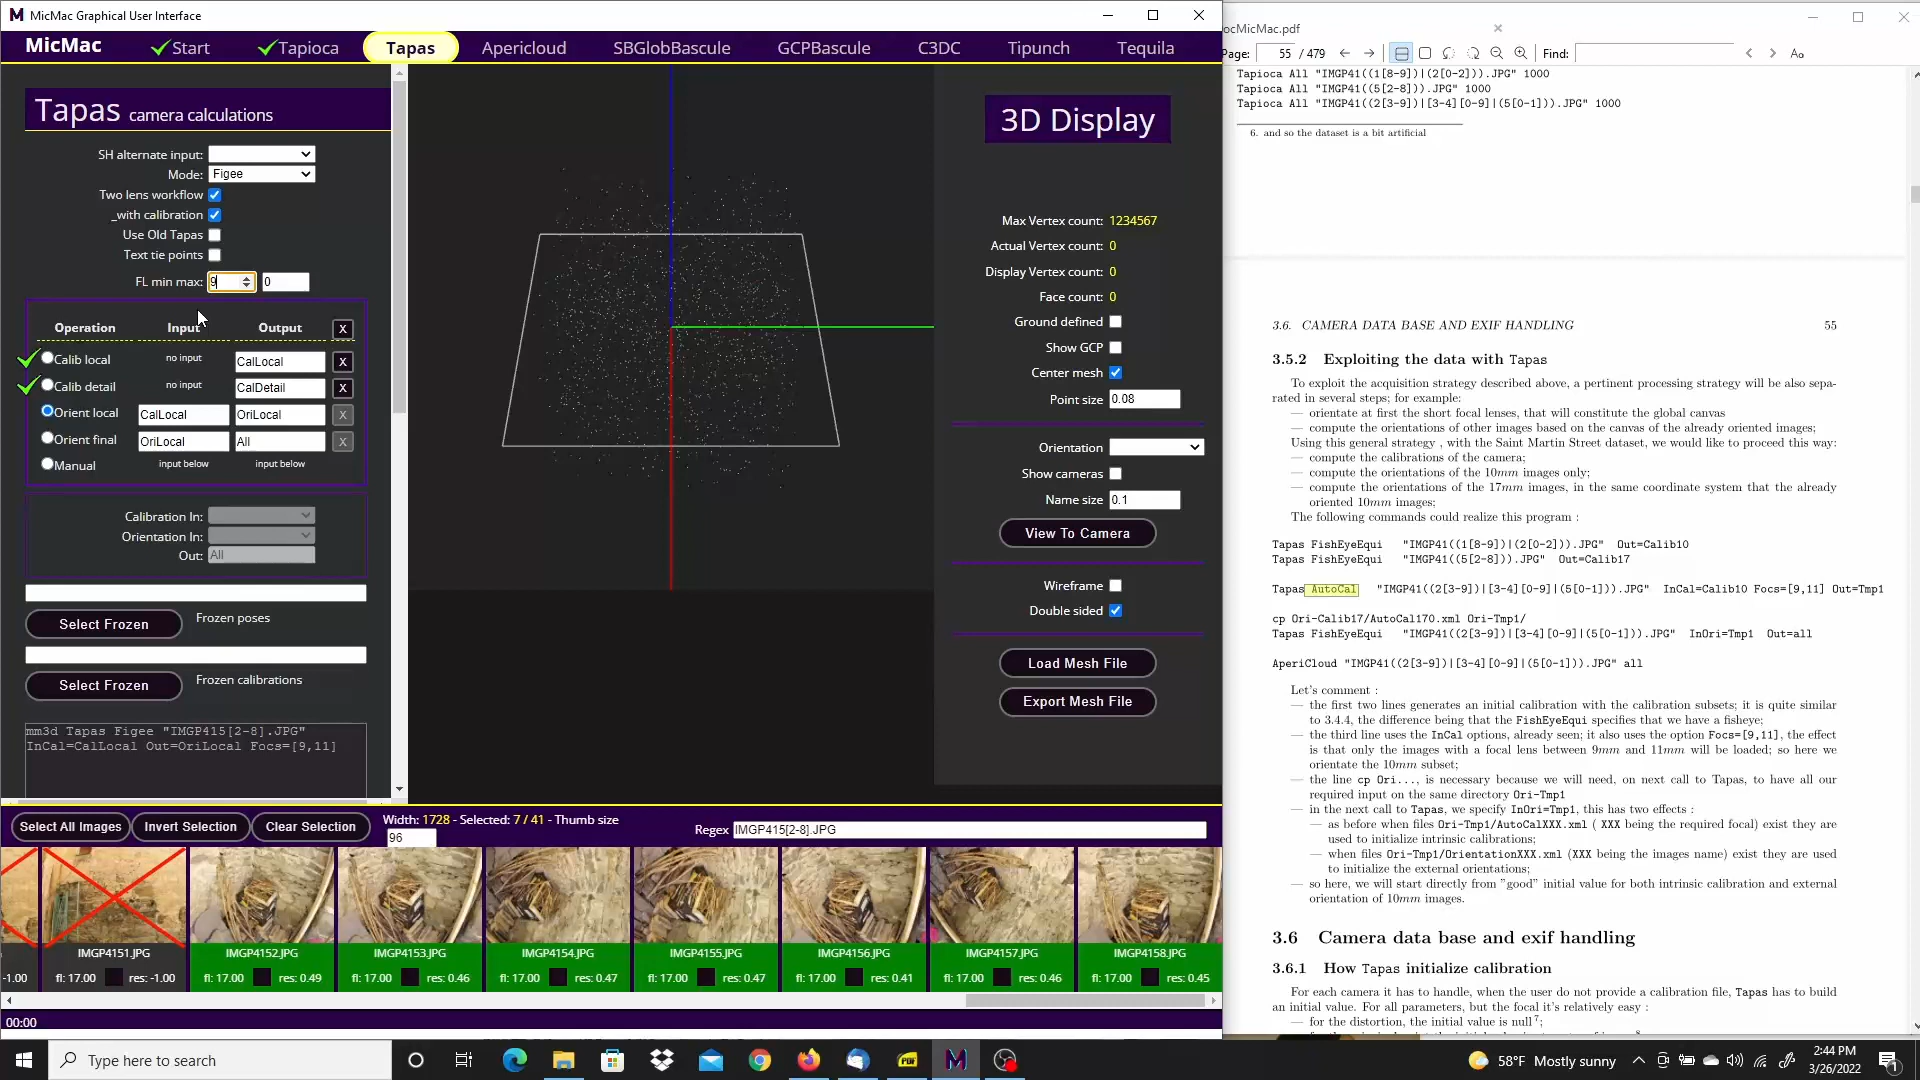 MicMac Graphical User Interface
MicMac
Start
Tapioca
Tapas
Apericloud
SBGlobBascule
GCPBascule
C3DC
Tipunch
Tequila
Tapas camera calculations
SH alternate input:
Mode: Figee
Two lens workflow
_with calibration
Use Old Tapas
Text tie points
FL min max: 9 0
Operation Input Output X
Calib local no input CalLocal X
Calib detail no input CalDetail X
Orient local CalLocal OriLocal X
Orient final OriLocal All X
Manual input below input below
Calibration In:
Orientation In:
Out: All
Select Frozen Frozen poses
Select Frozen Frozen calibrations
mm3d Tapas Figee "IMGP415[2-8].JPG"
InCal=CalLocal Out=OriLocal Focs=[9,11]
3D Display
Max Vertex count: 1234567
Actual Vertex count: 0
Display Vertex count: 0
Face count: 0
Ground defined
Show GCP
Center mesh
Point size 0.08
Orientation
Show cameras
Name size 0.1
View To Camera
Wireframe
Double sided
Load Mesh File
Export Mesh File
Select All Images Invert Selection Clear Selection
Width: 1728 - Selected: 7 / 41 - Thumb size
96
Regex IMGP415[2-8].JPG
IMGP4151.JPG IMGP4152.JPG IMGP4153.JPG IMGP4154.JPG IMGP4155.JPG IMGP4156.JPG IMGP4157.JPG IMGP4158.JPG
-1.00 fl: 17.00 res: -1.00 fl: 17.00 res: 0.49 fl: 17.00 res: 0.46 fl: 17.00 res: 0.47 fl: 17.00 res: 0.47 fl: 17.00 res: 0.41 fl: 17.00 res: 0.46 fl: 17.00 res: 0.45
00:00
ocMicMac.pdf
Page: 55 / 479 Find: Aa
Tapioca All "IMGP41((1[8-9])|(2[0-2])).JPG" 1000
Tapioca All "IMGP41((5[2-8])).JPG" 1000
Tapioca All "IMGP41((2[3-9])|[3-4][0-9]|(5[0-1])).JPG" 1000
6. and so the dataset is a bit artificial
3.6. CAMERA DATA BASE AND EXIF HANDLING 55
3.5.2 Exploiting the data with Tapas
To exploit the acquisition strategy described above, a pertinent processing strategy will be also sepa-
rated in several steps; for example:
— orientate at first the short focal lenses, that will constitute the global canvas
— compute the orientations of other images based on the canvas of the already oriented images;
Using this general strategy , with the Saint Martin Street dataset, we would like to proceed this way:
— compute the calibrations of the camera;
— compute the orientations of the 10mm images only;
— compute the orientations of the 17mm images, in the same coordinate system that the already
oriented 10mm images;
The following commands could realize this program :
Tapas FishEyeEqui "IMGP41((1[8-9])|(2[0-2])).JPG" Out=Calib10
Tapas FishEyeEqui "IMGP41((5[2-8])).JPG" Out=Calib17
Tapas AutoCal "IMGP41((2[3-9])|[3-4][0-9]|(5[0-1])).JPG" InCal=Calib10 Focs=[9,11] Out=Tmp1
cp Ori-Calib17/AutoCal170.xml Ori-Tmp1/
Tapas FishEyeEqui "IMGP41((2[3-9])|[3-4][0-9]|(5[0-1])).JPG" InOri=Tmp1 Out=all
AperiCloud "IMGP41((2[3-9])|[3-4][0-9]|(5[0-1])).JPG" all
Let's comment :
— the first two lines generates an initial calibration with the calibration subsets; it is quite similar
to 3.4.4, the difference being that the FishEyeEqui specifies that we have a fisheye;
— the third line uses the InCal options, already seen; it also uses the option Focs=[9,11], the effect
is that only the images with a focal lens between 9mm and 11mm will be loaded; so here we
orientate the 10mm subset;
— the line cp Ori..., is necessary because we will need, on next call to Tapas, to have all our
required input on the same directory Ori-Tmp1
— in the next call to Tapas, we specify InOri=Tmp1, this has two effects :
— as before when files Ori-Tmp1/AutoCalXXX.xml ( XXX being the required focal) exist they are
used to initialize intrinsic calibrations;
— when files Ori-Tmp1/OrientationXXX.xml (XXX being the images name) exist they are used
to initialize the external orientations;
— so here, we will start directly from ”good” initial value for both intrinsic calibration and external
orientation of 10mm images.
3.6 Camera data base and exif handling
3.6.1 How Tapas initialize calibration
For each camera it has to handle, when the user do not provide a calibration file, Tapas has to build
an initial value. For all parameters, but the focal it's relatively easy :
— for the distortion, the initial value is null 7;
Type here to search
58°F Mostly sunny
2:44 PM
3/26/2022
1